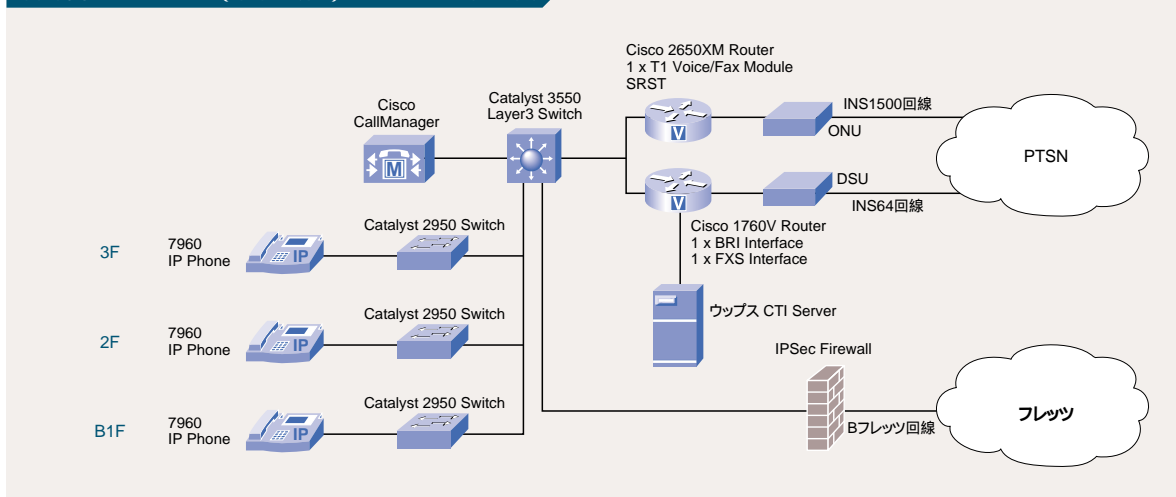 Cisco 2650XM Router
1 x T1 Voice/Fax Module
SRST
INS1500回線
ONU
PTSN
Cisco
CallManager
M
Catalyst 3550
Layer3 Switch
V
V
DSU
INS64回線
Cisco 1760V Router
1 x BRI Interface
1 x FXS Interface
ウップス CTI Server
3F
7960
IP Phone
IP
Catalyst 2950 Switch
2F
7960
IP Phone
IP
Catalyst 2950 Switch
B1F
7960
IP Phone
IP
Catalyst 2950 Switch
IPSec Firewall
Bフレッツ回線
フレッツ